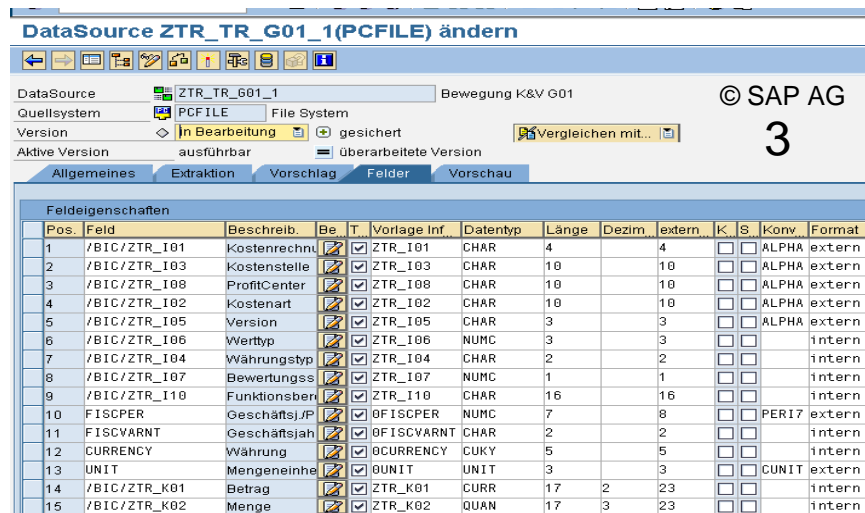 DataSource ZTR_TR_G01_1(PCFILE) ändern
DataSource ZTR_TR_G01_1 Bewegung K&V G01
© SAP AG
Quellsystem PCFILE File System
Version in Bearbeitung gesichert Vergleichen mit...
3
Aktive Version ausführbar überarbeitete Version
Allgemeines Extraktion Vorschlag Felder Vorschau
Feldeigenschaften
Pos. Feld Beschreib. Be T.. Vorlage Inf Datentyp Länge Dezim extern K S.. Konv Format
1 /BIC/ZTR_I01 Kostenrechnu ZTR_I01 CHAR 4 4 ALPHA extern
2 /BIC/ZTR_I03 Kostenstelle ZTR_I03 CHAR 10 10 ALPHA extern
3 /BIC/ZTR_I08 ProfitCenter ZTR_I08 CHAR 10 10 ALPHA extern
4 /BIC/ZTR_I02 Kostenart ZTR_I02 CHAR 10 10 ALPHA extern
5 /BIC/ZTR_I05 Version ZTR_I05 CHAR 3 3 ALPHA extern
6 /BIC/ZTR_I06 Werttyp ZTR_I06 NUMC 3 3 intern
7 /BIC/ZTR_I04 Währungstyp ZTR_I04 CHAR 2 2 intern
8 /BIC/ZTR_I07 Bewertungss ZTR_I07 NUMC 1 1 intern
9 /BIC/ZTR_I10 Funktionsber ZTR_I10 CHAR 16 16 intern
10 FISCPER Geschäftsj./P 0FISCPER NUMC 7 8 PERI7 extern
11 FISCVARNT Geschäftsjah 0FISCVARNT CHAR 2 2 intern
12 CURRENCY Währung 0CURRENCY CUKY 5 5 intern
13 UNIT Mengeneinhe 0UNIT UNIT 3 3 CUNIT extern
14 /BIC/ZTR_K01 Betrag ZTR_K01 CURR 17 2 23 intern
15 /BIC/ZTR_K02 Menge ZTR_K02 QUAN 17 3 23 intern